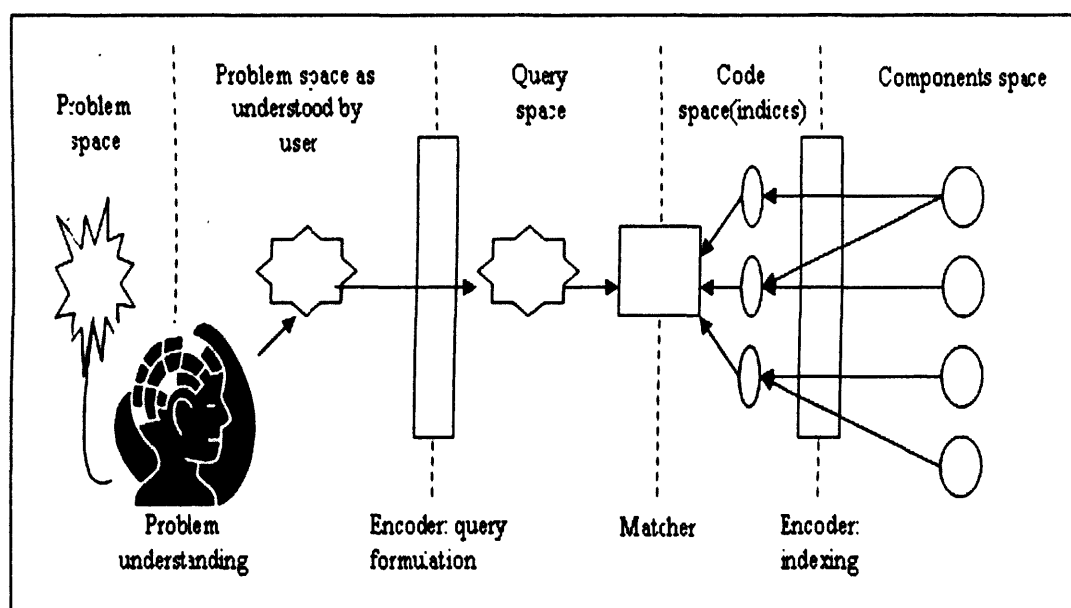 Problem
space
Problem space as
understood by
user
Query
space
Code
space(indices)
Components space
Problem
understanding
Encoder: query
formulation
Matcher
Encoder:
indexing